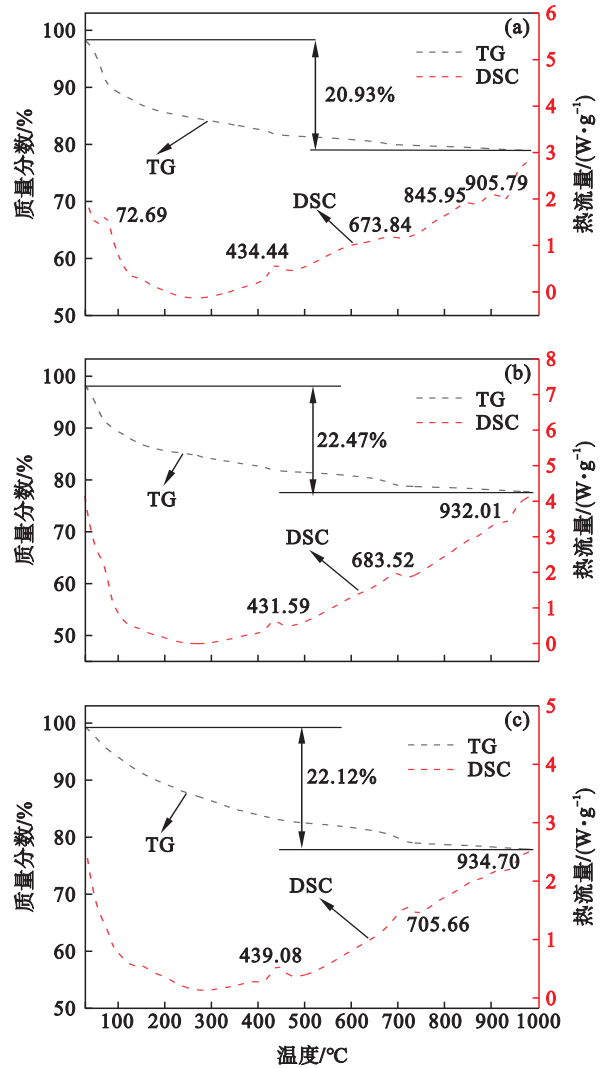 (a)
100
90
80
70
60
50
质量分数/%
6
5
4
3
2
1
0
热流量/(W·g⁻¹)
TG
DSC
20.93%
TG
DSC
72.69
434.44
673.84
845.95
905.79
(b)
100
90
80
70
60
50
质量分数/%
8
7
6
5
4
3
2
1
0
热流量/(W·g⁻¹)
TG
DSC
22.47%
TG
DSC
431.59
683.52
932.01
(c)
100
90
80
70
60
50
质量分数/%
5
4
3
2
1
0
热流量/(W·g⁻¹)
TG
DSC
22.12%
TG
DSC
439.08
705.66
934.70
100 200 300 400 500 600 700 800 900 1000
温度/℃